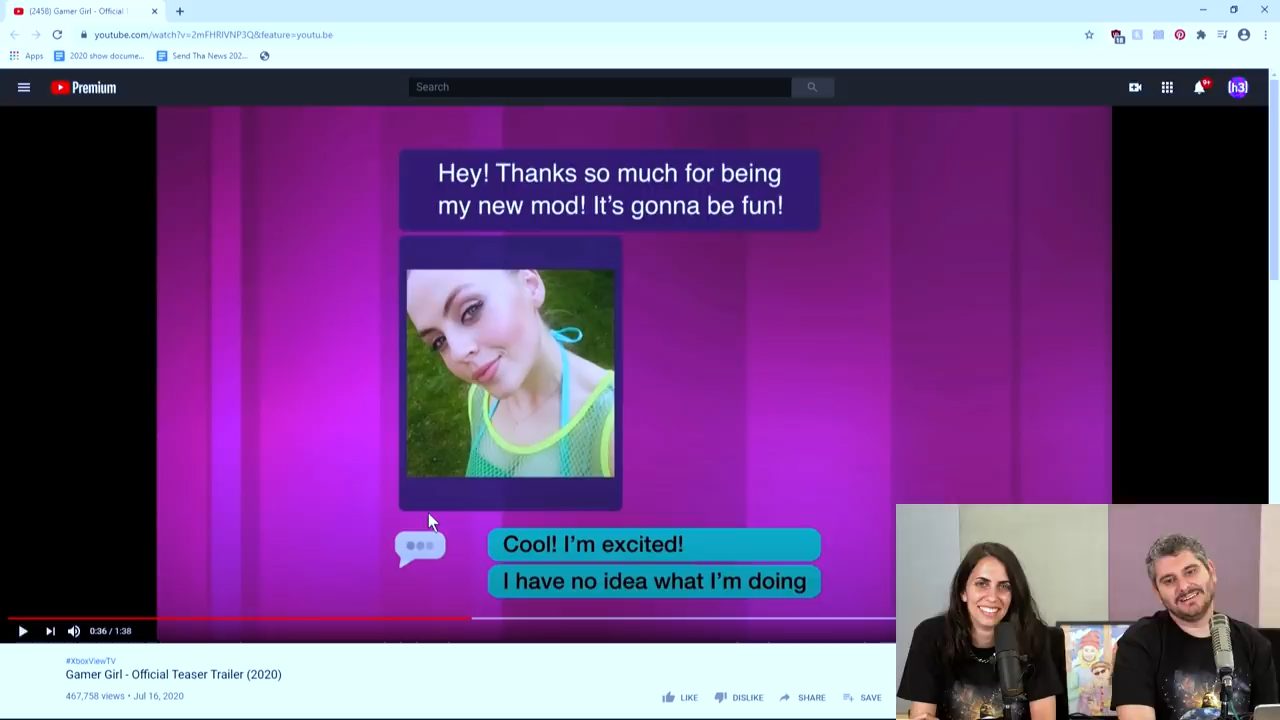 (2458) Gamer Girl - Official
youtube.com/watch?v=2mFHRIVNP3Q&feature=youtu.be
Apps
2020 show docume...
Send Tha News 202...
Premium
Search
9+
(h3)
Hey! Thanks so much for being
my new mod! It's gonna be fun!
Cool! I'm excited!
I have no idea what I'm doing
0:36 / 1:38
#XboxViewTV
Gamer Girl - Official Teaser Trailer (2020)
467,758 views • Jul 16, 2020
LIKE
DISLIKE
SHARE
SAVE